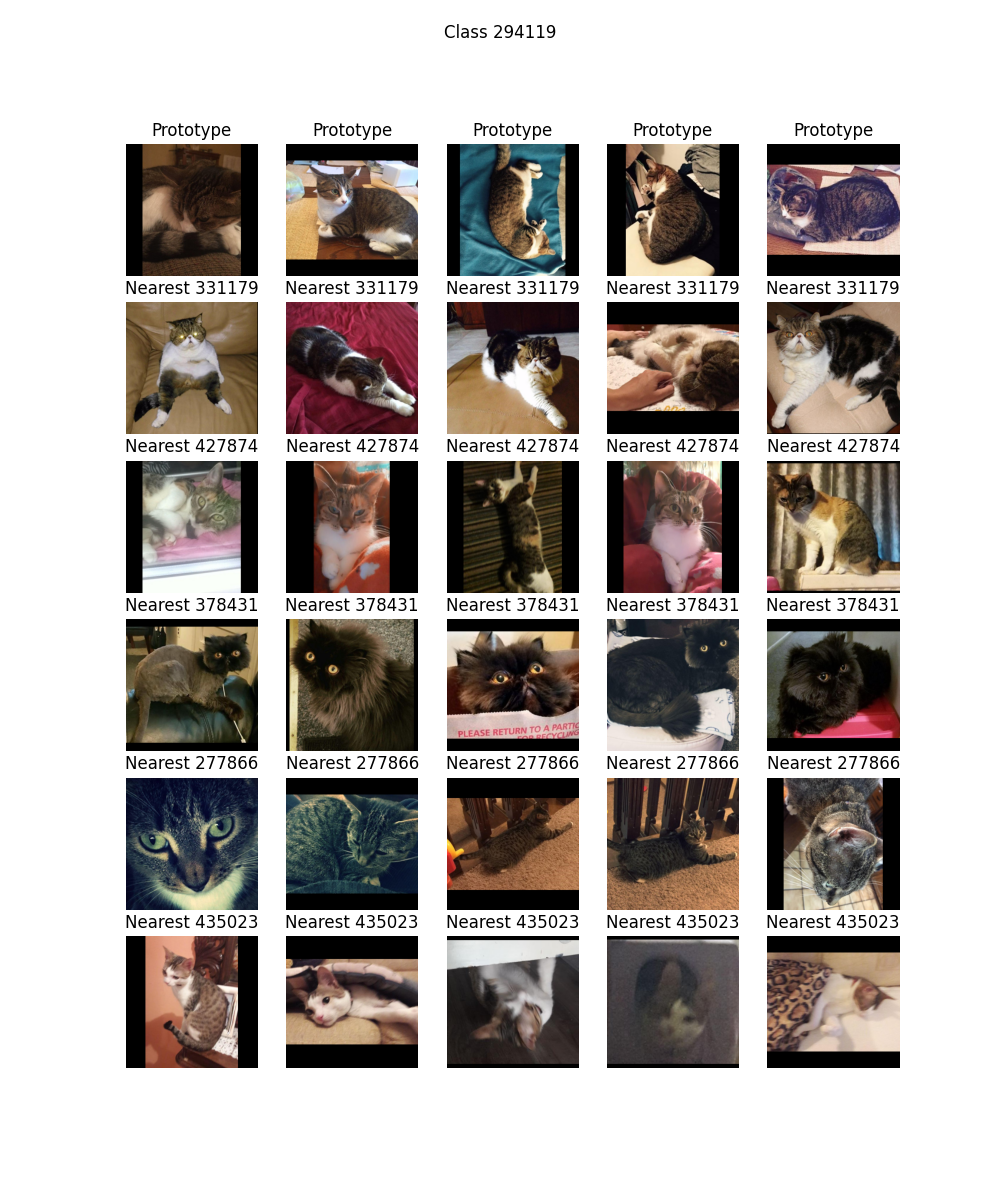 Class 294119
Prototype Prototype Prototype Prototype Prototype
Nearest 331179 Nearest 331179 Nearest 331179 Nearest 331179 Nearest 331179
Nearest 427874 Nearest 427874 Nearest 427874 Nearest 427874 Nearest 427874
Nearest 378431 Nearest 378431 Nearest 378431 Nearest 378431 Nearest 378431
PLEASE RETURN TO A PARTIC
FOR RECYCLING
Nearest 277866 Nearest 277866 Nearest 277866 Nearest 277866 Nearest 277866
Nearest 435023 Nearest 435023 Nearest 435023 Nearest 435023 Nearest 435023